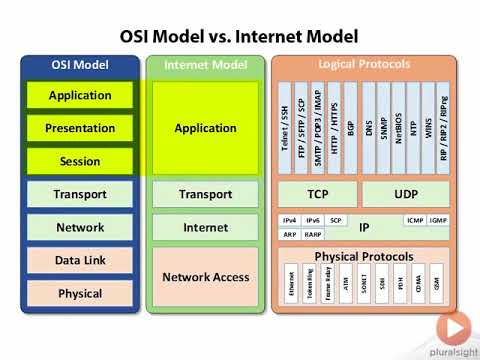 OSI Model vs. Internet Model
OSI Model
Application
Presentation
Session
Transport
Network
Data Link
Physical
Internet Model
Application
Transport
Internet
Network Access
Logical Protocols
Telnet / SSH
FTP / SFTP / SCP
SMTP / POP3 / IMAP
HTTP / HTTPS
BGP
DNS
SNMP
NetBIOS
NTP
WINS
RIP / RIP2 / RIPng
TCP
UDP
IPv4
IPv6
SCP
IP
ICMP
IGMP
ARP
RARP
Physical Protocols
Ethernet
Token Ring
Frame Relay
ATM
SONET
SDH
PDH
CDMA
GSM
pluralsight